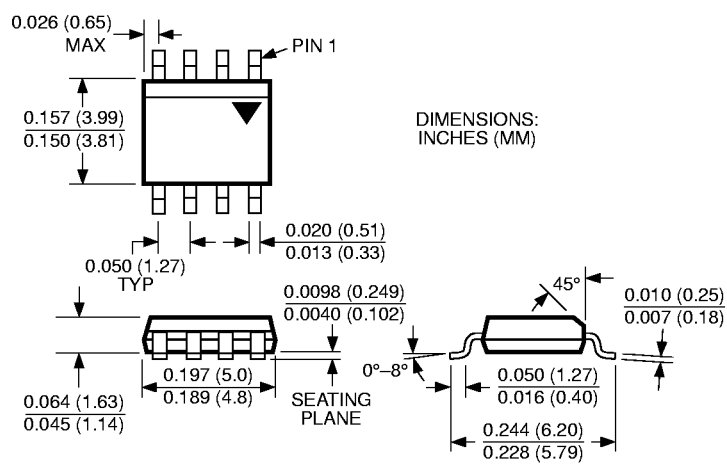 0.026 (0.65)
MAX
PIN 1
0.157 (3.99)
0.150 (3.81)
DIMENSIONS:
INCHES (MM)
0.020 (0.51)
0.013 (0.33)
0.050 (1.27)
TYP
0.0098 (0.249)
0.0040 (0.102)
45°
0.010 (0.25)
0.007 (0.18)
0°–8°
0.197 (5.0)
0.189 (4.8)
SEATING
PLANE
0.050 (1.27)
0.016 (0.40)
0.064 (1.63)
0.045 (1.14)
0.244 (6.20)
0.228 (5.79)